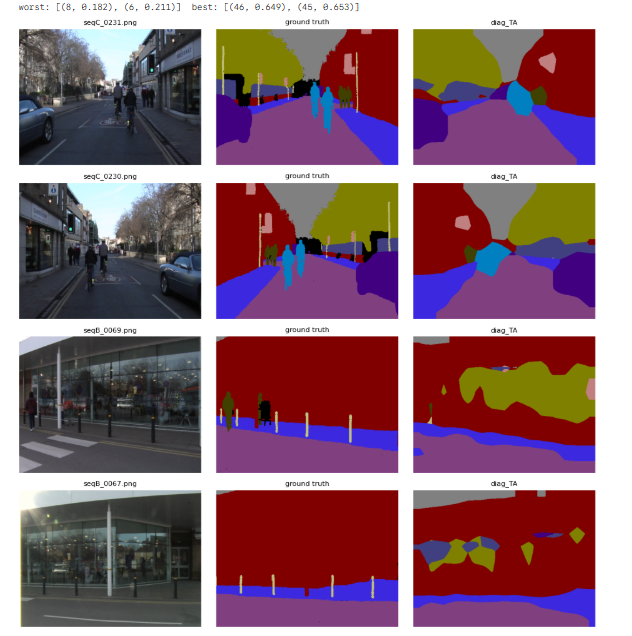 worst: [(8, 0.182), (6, 0.211)] best: [(46, 0.649), (45, 0.653)]
seqC_0231.png ground truth diag_TA
seqC_0230.png ground truth diag_TA
seqB_0069.png ground truth diag_TA
seqB_0067.png ground truth diag_TA